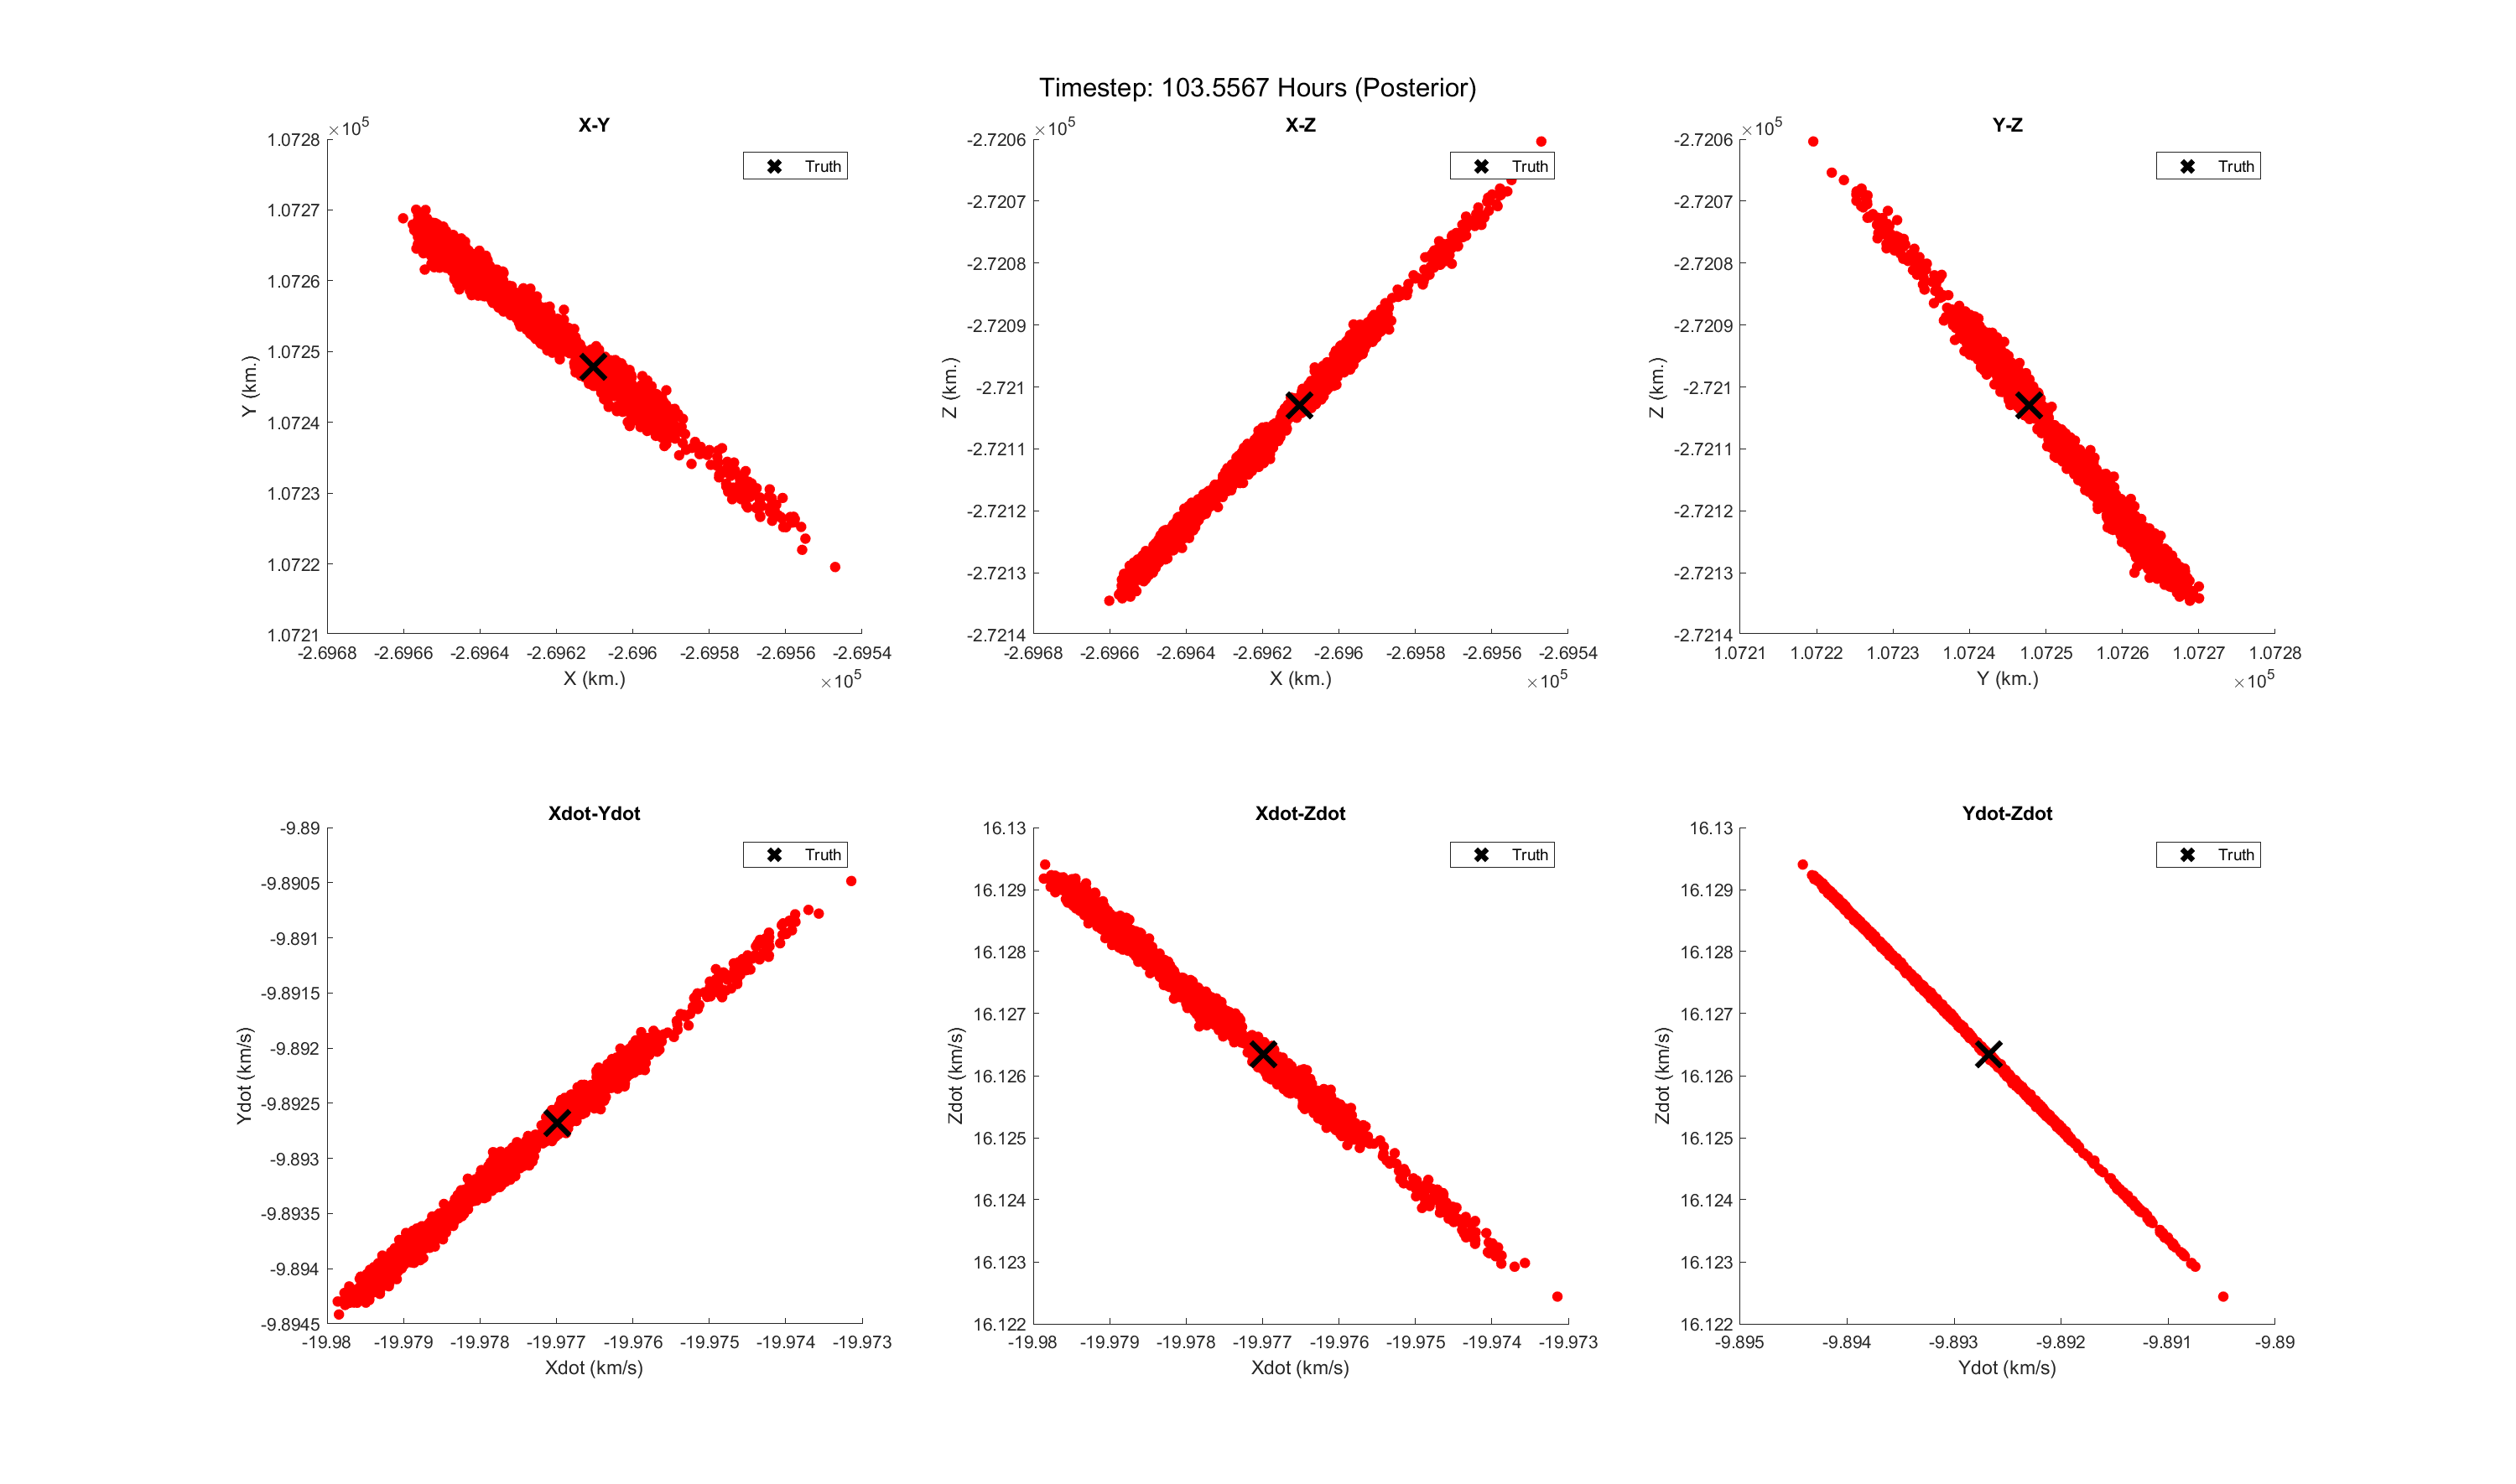 Timestep: 103.5567 Hours (Posterior)
X-Y
×10^5
1.0728
1.0727
1.0726
1.0725
1.0724
1.0723
1.0722
1.0721
Y (km.)
Truth
-2.6968 -2.6966 -2.6964 -2.6962 -2.696 -2.6958 -2.6956 -2.6954
X (km.)
×10^5
X-Z
×10^5
-2.7206
-2.7207
-2.7208
-2.7209
-2.721
-2.7211
-2.7212
-2.7213
-2.7214
Z (km.)
Truth
-2.6968 -2.6966 -2.6964 -2.6962 -2.696 -2.6958 -2.6956 -2.6954
X (km.)
×10^5
Y-Z
×10^5
-2.7206
-2.7207
-2.7208
-2.7209
-2.721
-2.7211
-2.7212
-2.7213
-2.7214
Z (km.)
Truth
1.0721 1.0722 1.0723 1.0724 1.0725 1.0726 1.0727 1.0728
Y (km.)
×10^5
Xdot-Ydot
-9.89
-9.8905
-9.891
-9.8915
-9.892
-9.8925
-9.893
-9.8935
-9.894
-9.8945
Ydot (km/s)
Truth
-19.98 -19.979 -19.978 -19.977 -19.976 -19.975 -19.974 -19.973
Xdot (km/s)
Xdot-Zdot
16.13
16.129
16.128
16.127
16.126
16.125
16.124
16.123
16.122
Zdot (km/s)
Truth
-19.98 -19.979 -19.978 -19.977 -19.976 -19.975 -19.974 -19.973
Xdot (km/s)
Ydot-Zdot
16.13
16.129
16.128
16.127
16.126
16.125
16.124
16.123
16.122
Zdot (km/s)
Truth
-9.895 -9.894 -9.893 -9.892 -9.891 -9.89
Ydot (km/s)